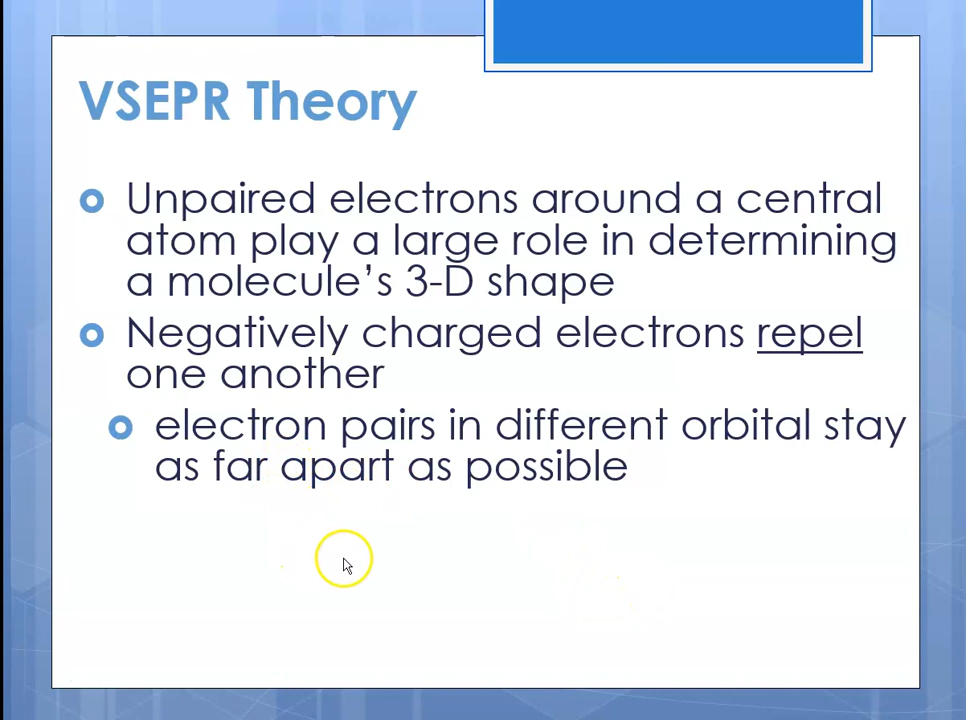 VSEPR Theory
Unpaired electrons around a central
atom play a large role in determining
a molecule’s 3-D shape
Negatively charged electrons repel
one another
electron pairs in different orbital stay
as far apart as possible